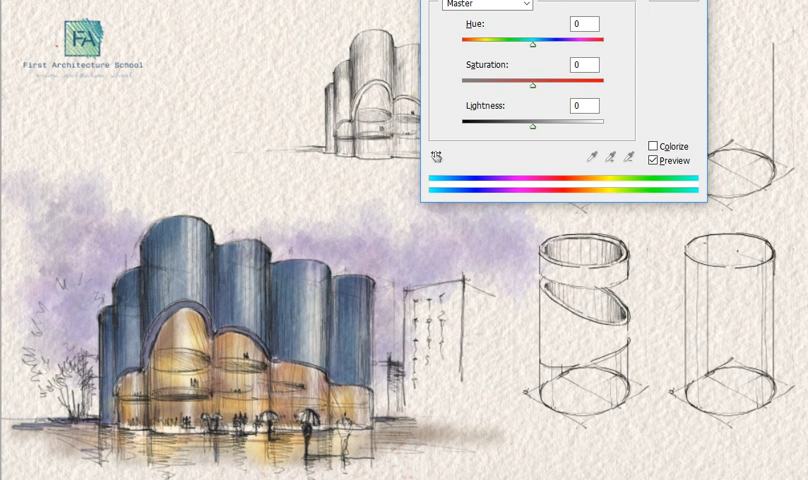 FA
First Architecture School
Master
Hue:
0
Saturation:
0
Lightness:
0
Colorize
Preview